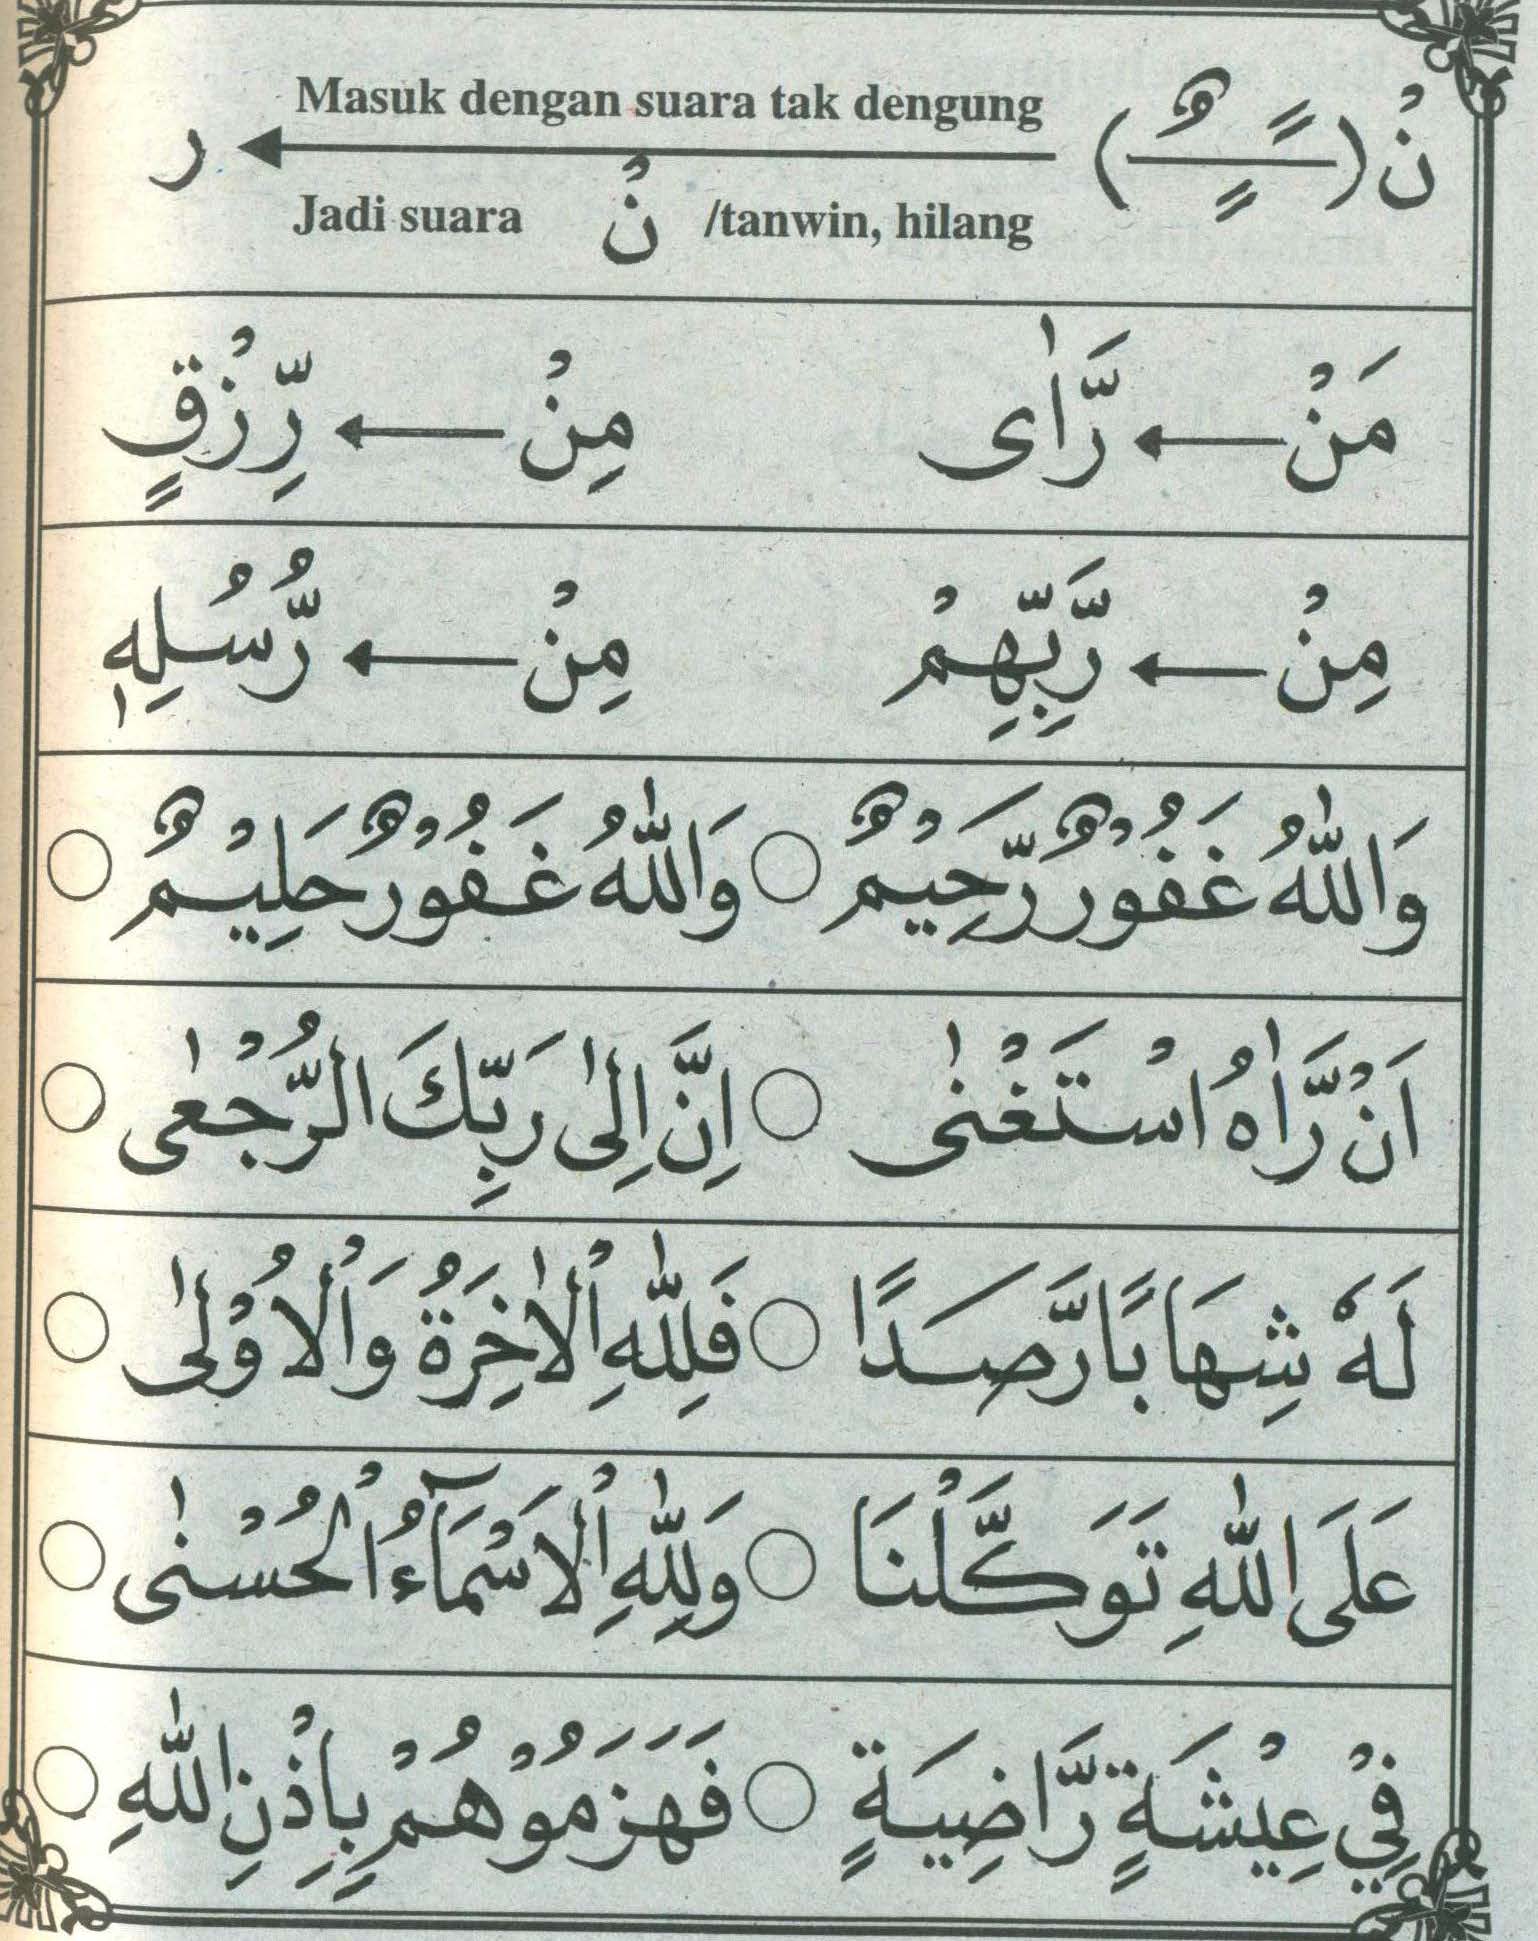 Masuk dengan suara tak dengung
نْ (ـًـٍـٌ) ← ر
Jadi suara نْ /tanwin, hilang
مَنْ ← رَّاٰى مِنْ ← رِّزْقٍ
مِنْ ← رَّبِّهِمْ مِنْ ← رُّسُلِهٖ
وَاللّٰهُ غَفُوْرٌ رَّحِيْمٌ ○ وَاللّٰهُ غَفُوْرٌ حَلِيْمٌ ○
اَنْ رَّاٰهُ اسْتَغْنٰى ○ اِنَّ اِلٰى رَبِّكَ الرُّجْعٰى ○
لَهٗ شِهَابًا رَّصَدًا ○ فَلِلّٰهِ الْاٰخِرَةُ وَالْاُوْلٰى ○
عَلَى اللّٰهِ تَوَكَّلْنَا ○ وَلِلّٰهِ الْاَسْمَآءُ الْحُسْنٰى ○
فِيْ عِيْشَةٍ رَّاضِيَةٍ ○ فَهَزَمُوْهُمْ بِاِذْنِ اللّٰهِ ○